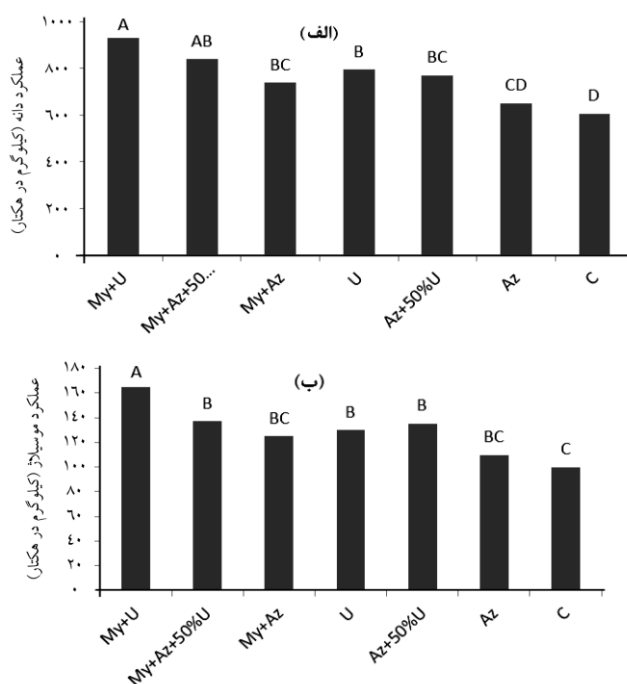 (الف)
عملکرد دانه (کیلوگرم در هکتار)
۱۰۰۰
۸۰۰
۶۰۰
۴۰۰
۲۰۰
۰
A
AB
BC
B
BC
CD
D
My+U
My+Az+50...
My+Az
U
Az+50%U
Az
C
(ب)
عملکرد موسیلاژ (کیلوگرم در هکتار)
۱۸۰
۱۶۰
۱۴۰
۱۲۰
۱۰۰
۸۰
۶۰
۴۰
۲۰
۰
A
B
BC
B
B
BC
C
My+U
My+Az+50%U
My+Az
U
Az+50%U
Az
C